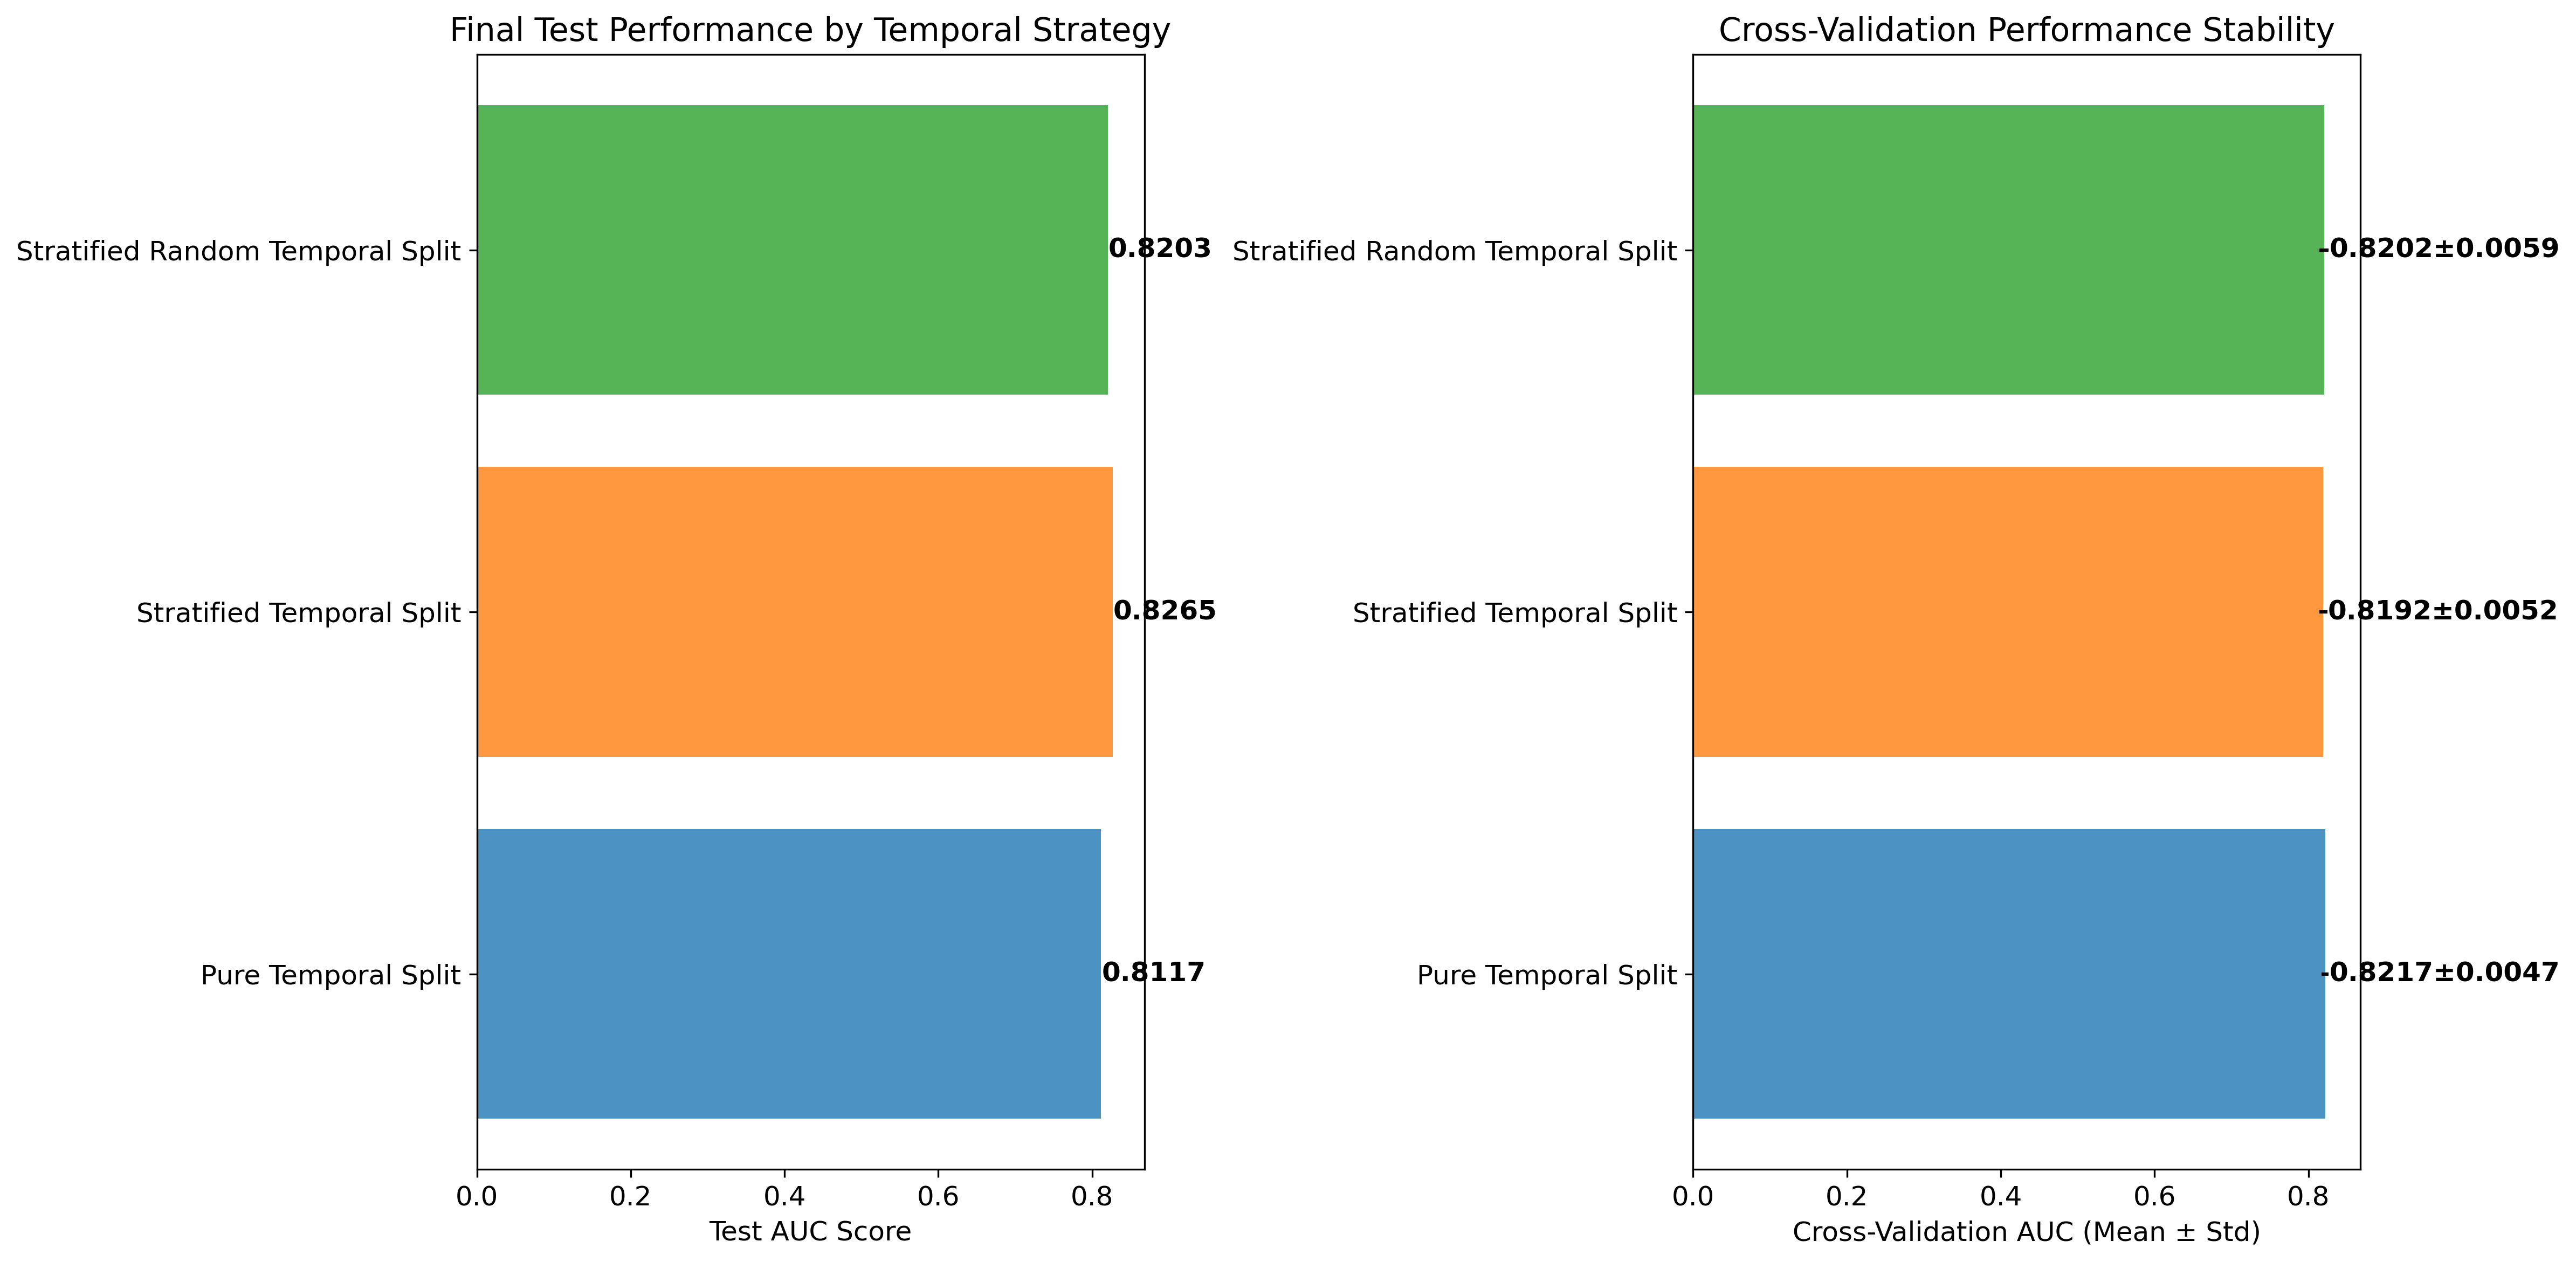 Final Test Performance by Temporal Strategy
Stratified Random Temporal Split
0.8203
Stratified Temporal Split
0.8265
Pure Temporal Split
0.8117
0.0 0.2 0.4 0.6 0.8
Test AUC Score
Cross-Validation Performance Stability
Stratified Random Temporal Split
0.8202±0.0059
Stratified Temporal Split
0.8192±0.0052
Pure Temporal Split
0.8217±0.0047
0.0 0.2 0.4 0.6 0.8
Cross-Validation AUC (Mean ± Std)